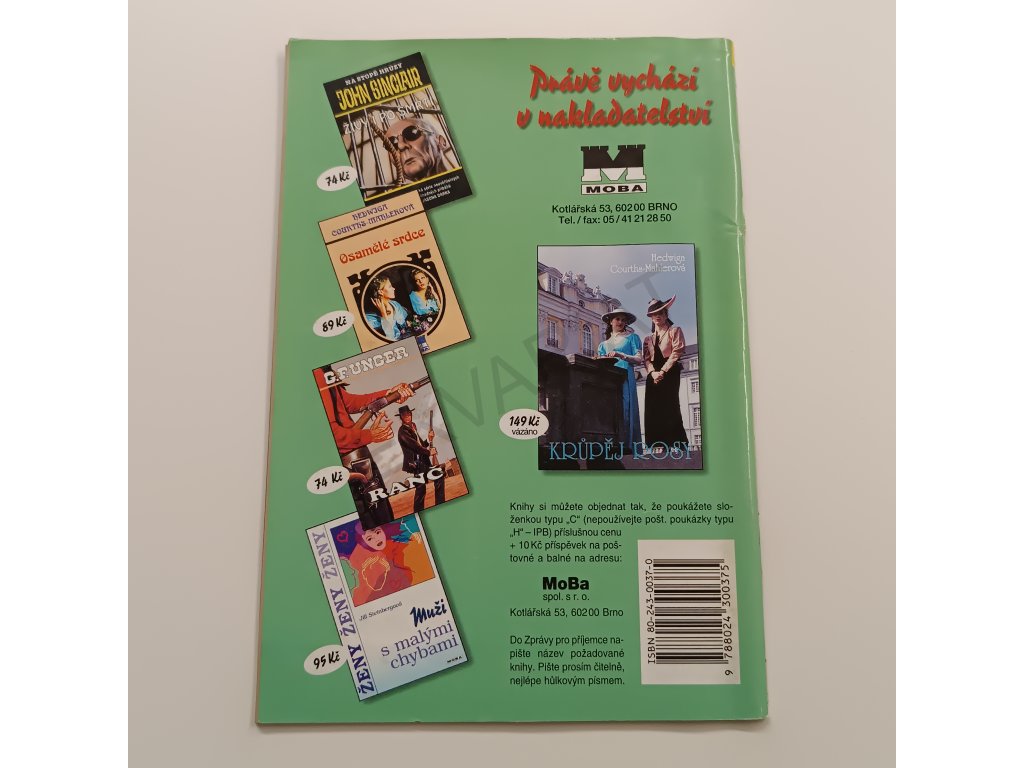 NA STOPĚ HRŮZY
JOHN SINCLAIR
74 Kč
HEDWIGA
COURTHS-MAHLEROVÁ
Osamělé srdce
89 Kč
G.F. UNGER
RANČ
74 Kč
ŽENY ŽENY ŽENY
Jill Steinbergová
Muži
s malými
chybami
MOBA
95 Kč
Právě vychází
v nakladatelství
M
MOBA
Kotlářská 53, 602 00 BRNO
Tel. / fax: 05 / 41 21 28 50
Hedwiga
Courths-Mahlerová
KRŮPĚJ ROSY
149 Kč
vázáno
Knihy si můžete objednat tak, že poukážete slo-
ženkou typu „C“ (nepoužívejte pošt. poukázky typu
„H“ – IPB) příslušnou cenu
+ 10 Kč příspěvek na poš-
tovné a balné na adresu:
MoBa
spol. s r. o.
Kotlářská 53, 602 00 Brno
Do Zprávy pro příjemce na-
pište název požadované
knihy. Pište prosím čitelně,
nejlépe hůlkovým písmem.
ISBN 80-243-0037-0
9 788024 300375